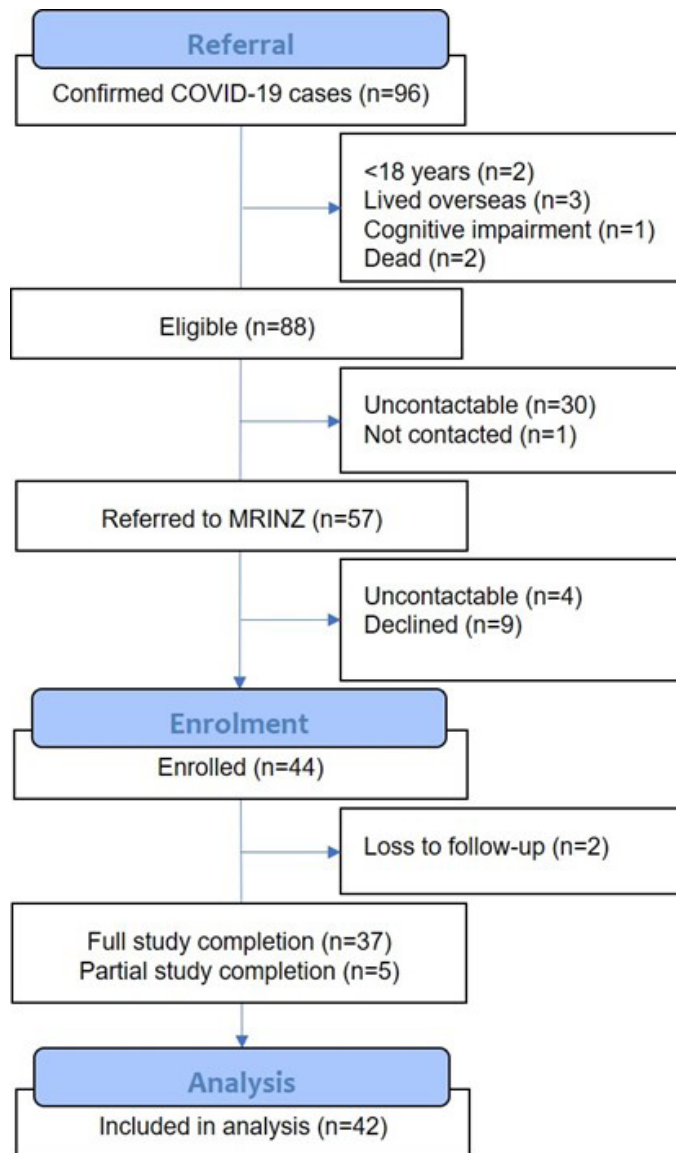 Referral
Confirmed COVID-19 cases (n=96)
<18 years (n=2)
Lived overseas (n=3)
Cognitive impairment (n=1)
Dead (n=2)
Eligible (n=88)
Uncontactable (n=30)
Not contacted (n=1)
Referred to MRINZ (n=57)
Uncontactable (n=4)
Declined (n=9)
Enrolment
Enrolled (n=44)
Loss to follow-up (n=2)
Full study completion (n=37)
Partial study completion (n=5)
Analysis
Included in analysis (n=42)